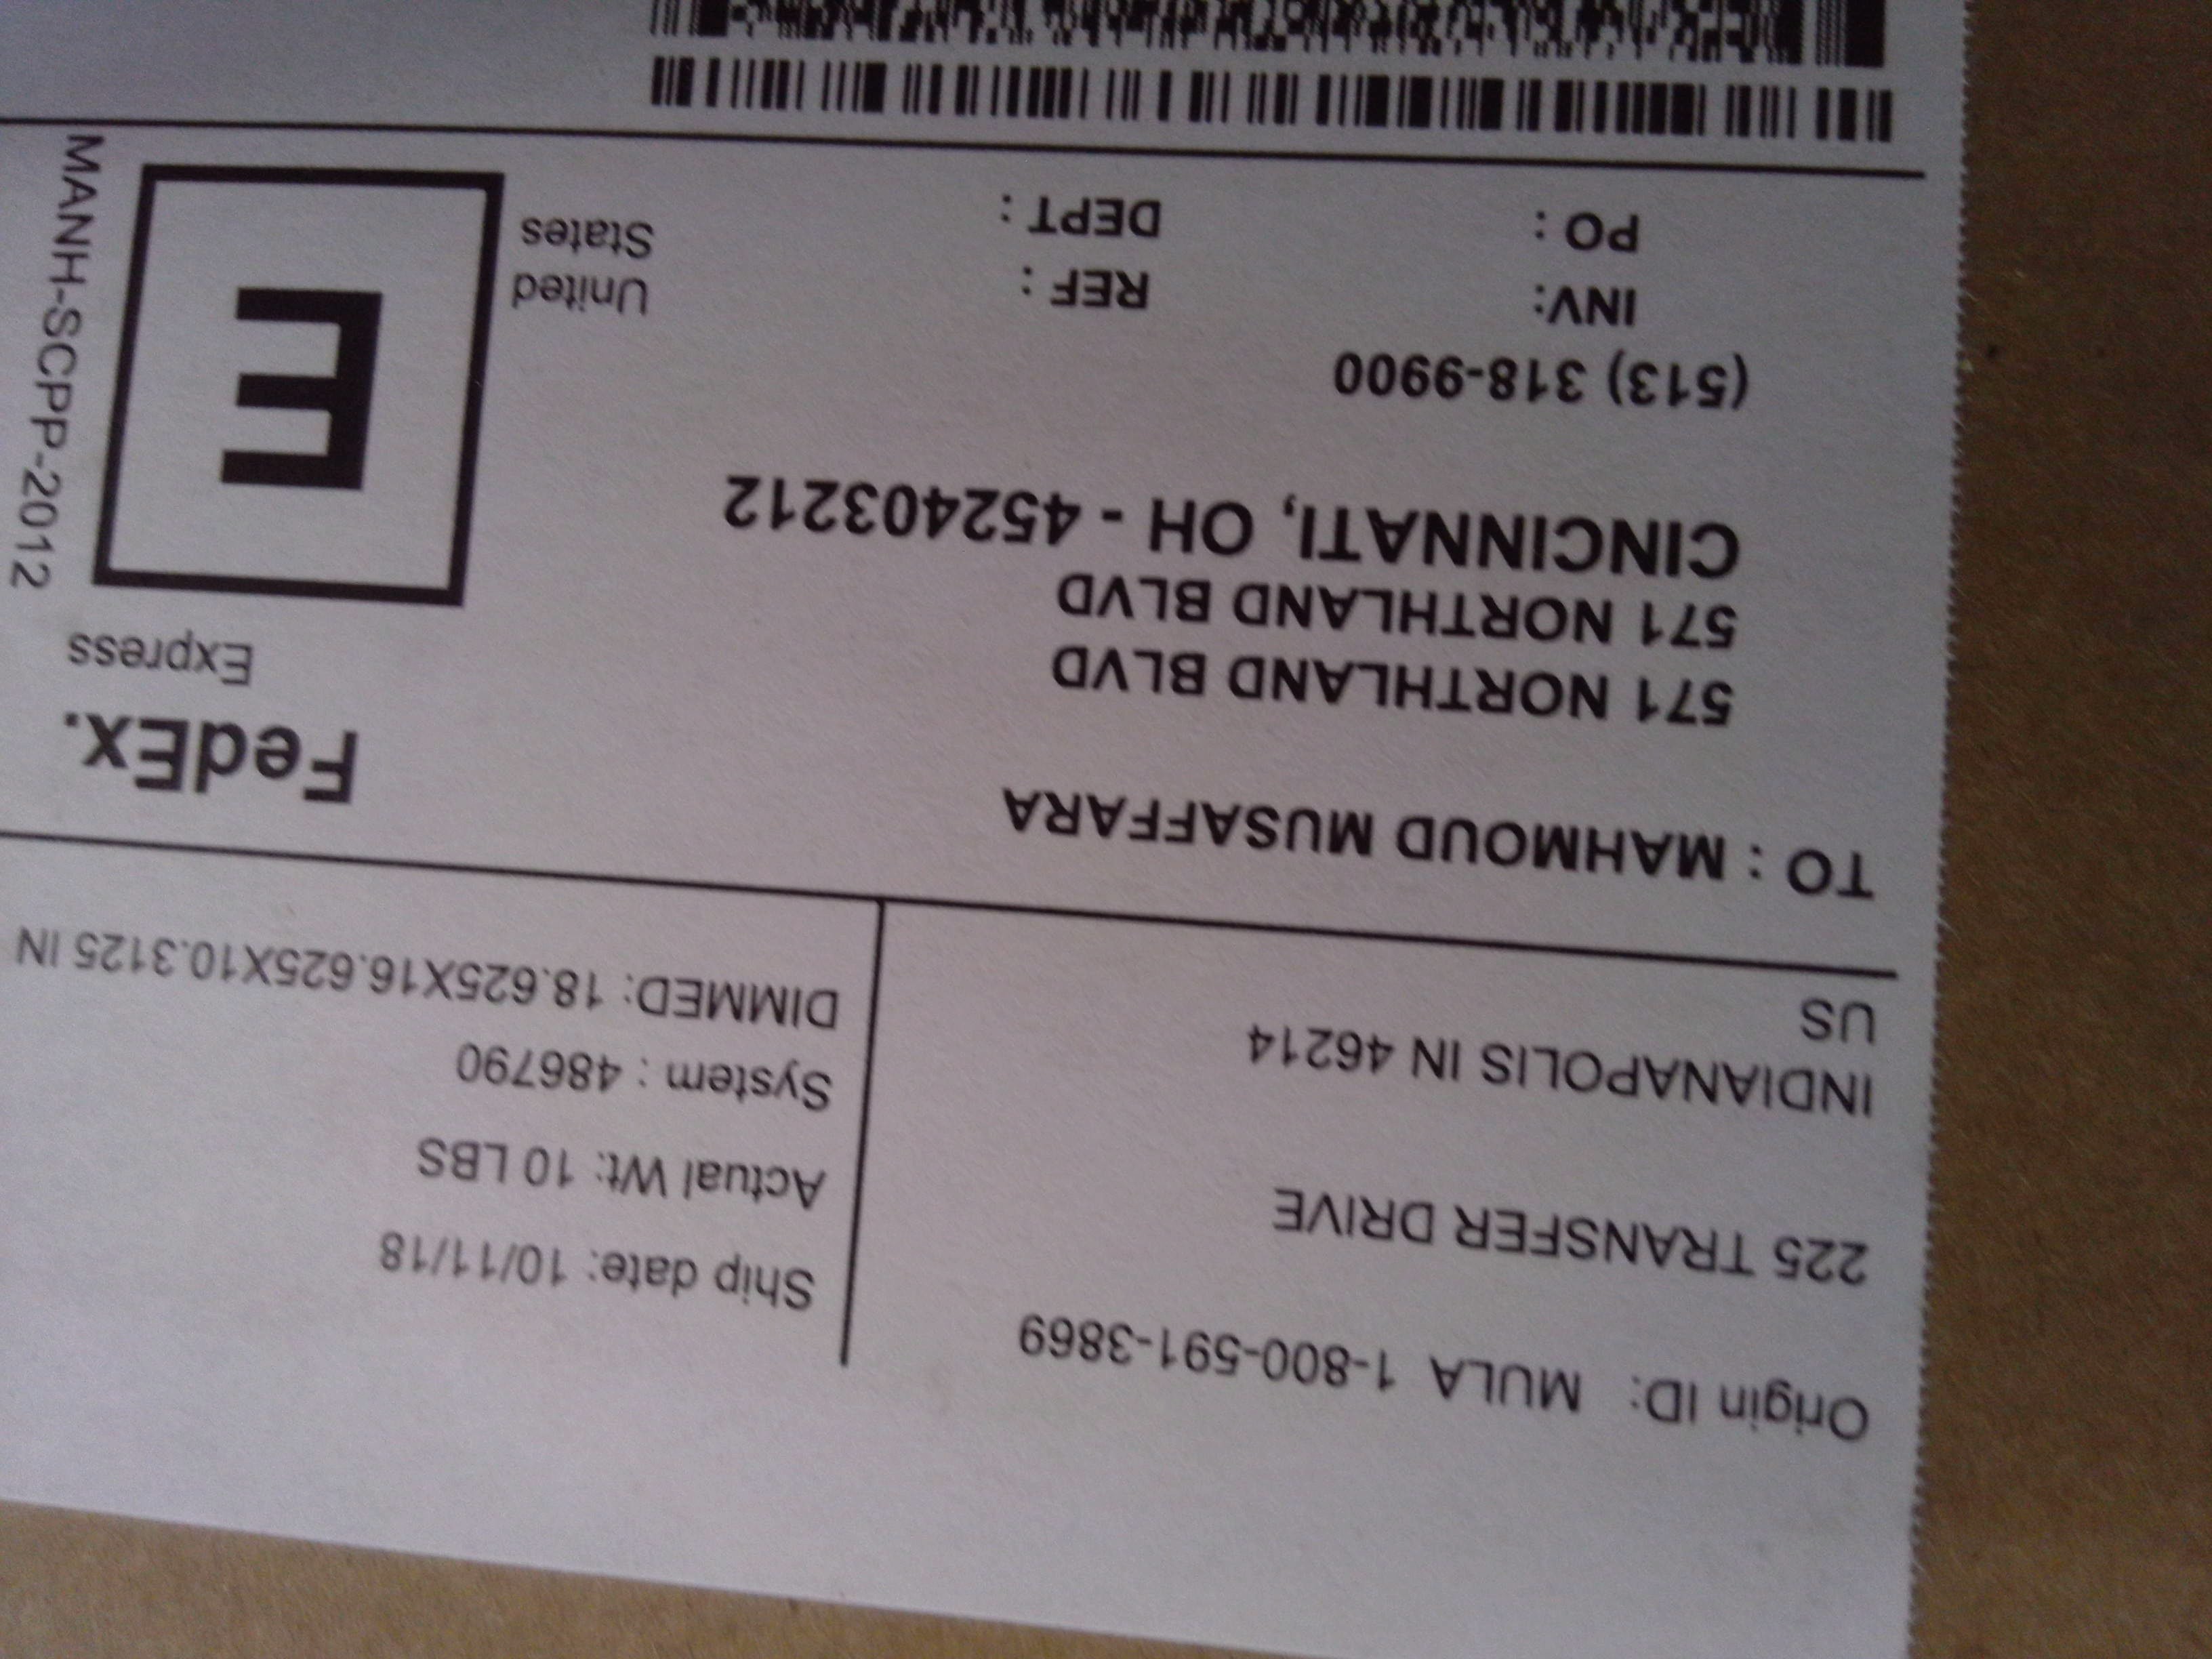 Origin ID: MULA 1-800-591-3869
225 TRANSFER DRIVE
INDIANAPOLIS IN 46214
US
Ship date: 10/11/18
Actual Wt: 10 LBS
System : 486790
DIMMED: 18.625X16.625X10.3125 IN
TO : MAHMOUD MUSAFFARA
571 NORTHLAND BLVD
571 NORTHLAND BLVD
CINCINNATI, OH - 452403212
(513) 318-9900
INV:
REF :
PO :
DEPT :
FedEx.
Express
E
United
States
MANH-SCPP-2012